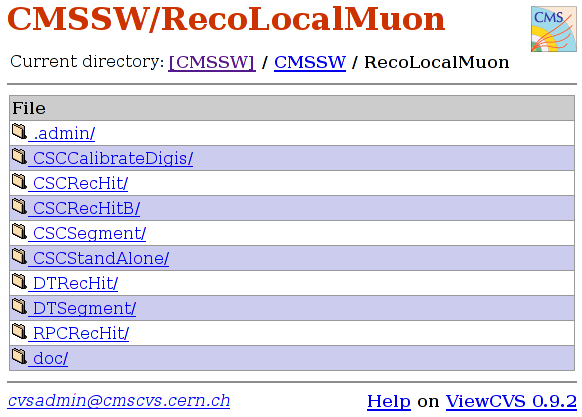 CMSSW/RecoLocalMuon
CMS
Current directory: [CMSSW] / CMSSW / RecoLocalMuon
File
.admin/
CSCCalibrateDigis/
CSCRecHit/
CSCRecHitB/
CSCSegment/
CSCStandAlone/
DTRecHit/
DTSegment/
RPCRecHit/
doc/
cvsadmin@cmscvs.cern.ch
Help on ViewCVS 0.9.2